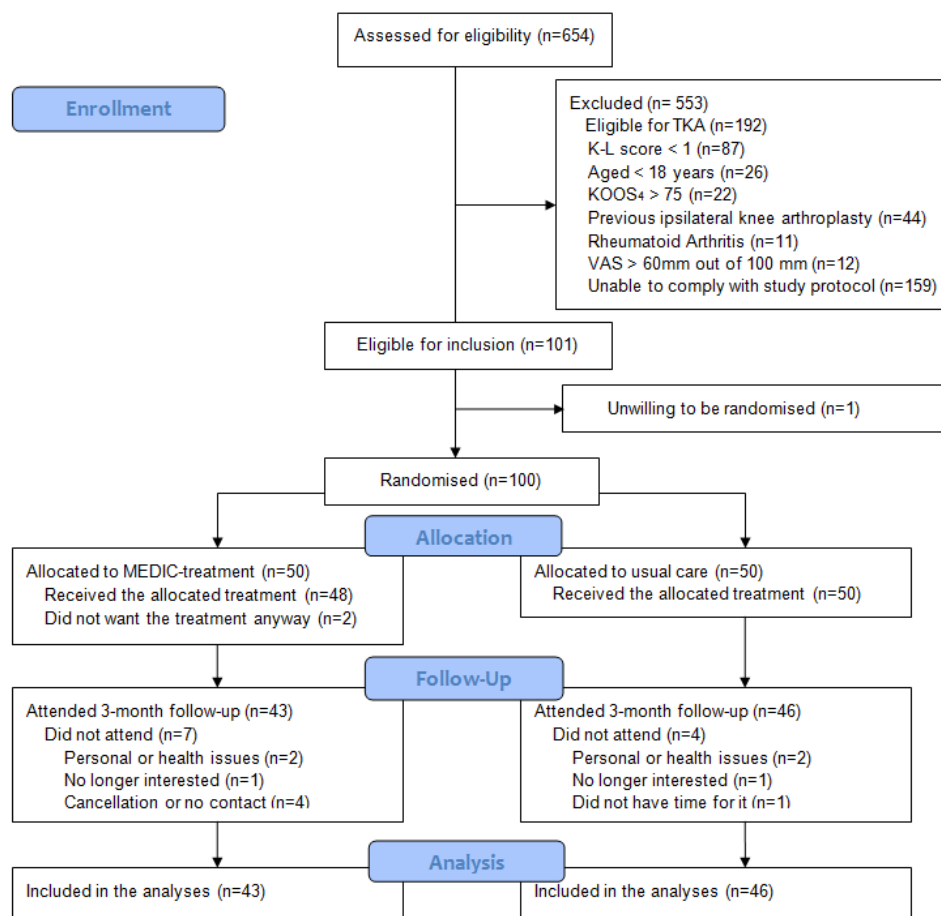 Assessed for eligibility (n=654)
Enrollment
Excluded (n= 553)
Eligible for TKA (n=192)
K-L score < 1 (n=87)
Aged < 18 years (n=26)
KOOS₄ > 75 (n=22)
Previous ipsilateral knee arthroplasty (n=44)
Rheumatoid Arthritis (n=11)
VAS > 60mm out of 100 mm (n=12)
Unable to comply with study protocol (n=159)
Eligible for inclusion (n=101)
Unwilling to be randomised (n=1)
Randomised (n=100)
Allocation
Allocated to MEDIC-treatment (n=50)
Received the allocated treatment (n=48)
Did not want the treatment anyway (n=2)
Allocated to usual care (n=50)
Received the allocated treatment (n=50)
Follow-Up
Attended 3-month follow-up (n=43)
Did not attend (n=7)
Personal or health issues (n=2)
No longer interested (n=1)
Cancellation or no contact (n=4)
Attended 3-month follow-up (n=46)
Did not attend (n=4)
Personal or health issues (n=2)
No longer interested (n=1)
Did not have time for it (n=1)
Analysis
Included in the analyses (n=43)
Included in the analyses (n=46)